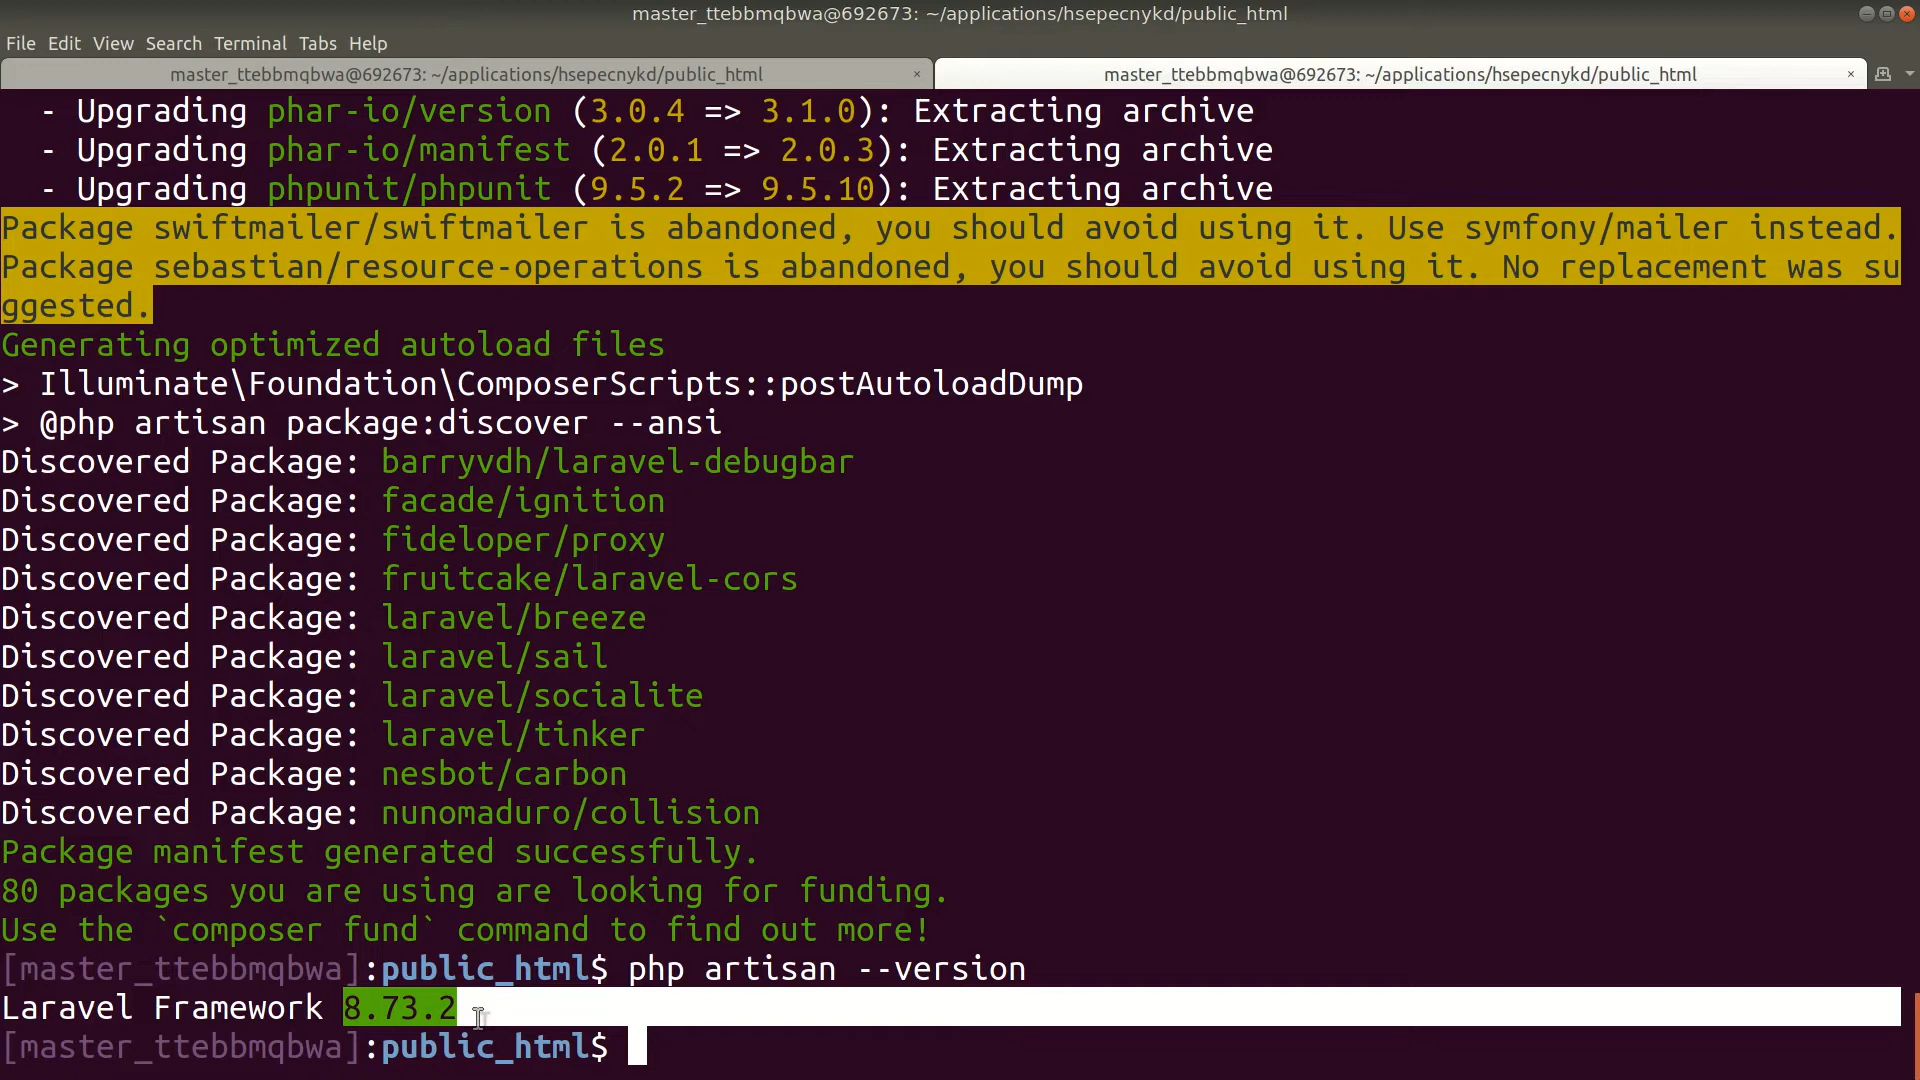 master_ttebbmqbwa@692673: ~/applications/hsepecnykd/public_html
File Edit View Search Terminal Tabs Help
master_ttebbmqbwa@692673: ~/applications/hsepecnykd/public_html × master_ttebbmqbwa@692673: ~/applications/hsepecnykd/public_html ×
- Upgrading phar-io/version (3.0.4 => 3.1.0): Extracting archive
- Upgrading phar-io/manifest (2.0.1 => 2.0.3): Extracting archive
- Upgrading phpunit/phpunit (9.5.2 => 9.5.10): Extracting archive
Package swiftmailer/swiftmailer is abandoned, you should avoid using it. Use symfony/mailer instead.
Package sebastian/resource-operations is abandoned, you should avoid using it. No replacement was su
ggested.
Generating optimized autoload files
> Illuminate\Foundation\ComposerScripts::postAutoloadDump
> @php artisan package:discover --ansi
Discovered Package: barryvdh/laravel-debugbar
Discovered Package: facade/ignition
Discovered Package: fideloper/proxy
Discovered Package: fruitcake/laravel-cors
Discovered Package: laravel/breeze
Discovered Package: laravel/sail
Discovered Package: laravel/socialite
Discovered Package: laravel/tinker
Discovered Package: nesbot/carbon
Discovered Package: nunomaduro/collision
Package manifest generated successfully.
80 packages you are using are looking for funding.
Use the `composer fund` command to find out more!
[master_ttebbmqbwa]:public_html$ php artisan --version
Laravel Framework 8.73.2
[master_ttebbmqbwa]:public_html$